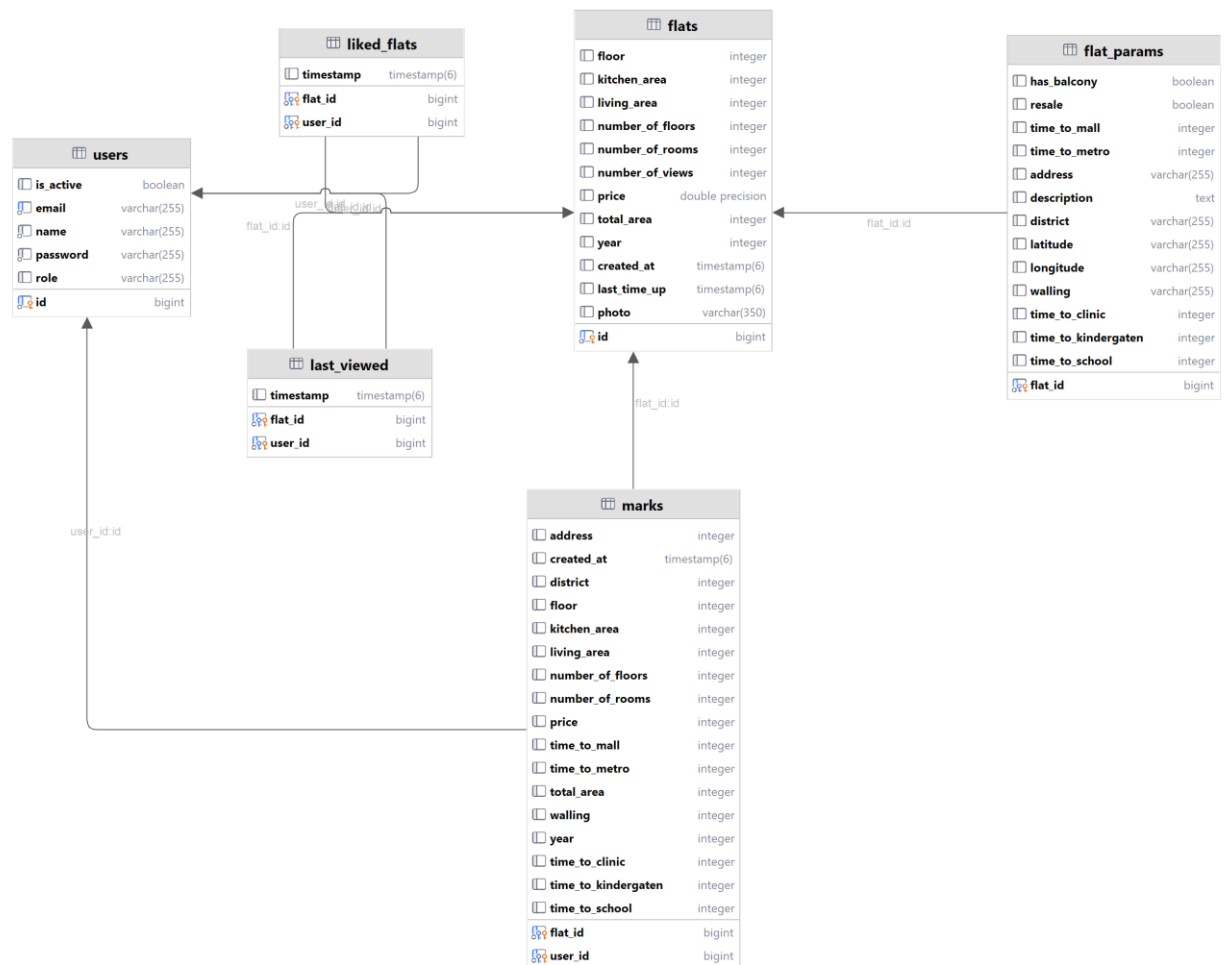 liked_flats
timestamp timestamp(6)
flat_id bigint
user_id bigint
flats
floor integer
kitchen_area integer
living_area integer
number_of_floors integer
number_of_rooms integer
number_of_views integer
price double precision
total_area integer
year integer
created_at timestamp(6)
last_time_up timestamp(6)
photo varchar(350)
id bigint
flat_params
has_balcony boolean
resale boolean
time_to_mall integer
time_to_metro integer
address varchar(255)
description text
district varchar(255)
latitude varchar(255)
longitude varchar(255)
walling varchar(255)
time_to_clinic integer
time_to_kindergaten integer
time_to_school integer
flat_id bigint
users
is_active boolean
email varchar(255)
name varchar(255)
password varchar(255)
role varchar(255)
id bigint
flat_id:id
flat_id:id
last_viewed
timestamp timestamp(6)
flat_id bigint
user_id bigint
flat_id:id
user_id:id
marks
address integer
created_at timestamp(6)
district integer
floor integer
kitchen_area integer
living_area integer
number_of_floors integer
number_of_rooms integer
price integer
time_to_mall integer
time_to_metro integer
total_area integer
walling integer
year integer
time_to_clinic integer
time_to_kindergaten integer
time_to_school integer
flat_id bigint
user_id bigint